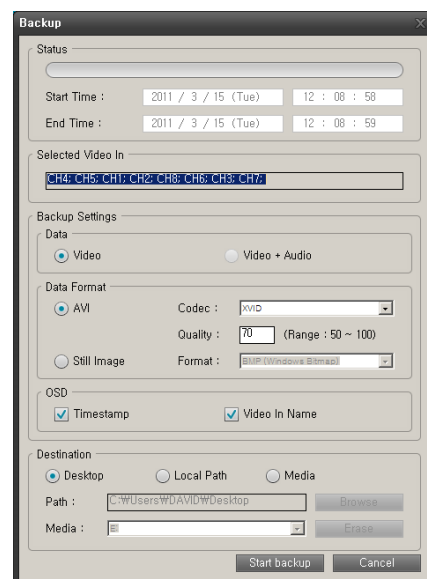 Backup
Status
Start Time : 2011 / 3 / 15 (Tue) 12 : 08 : 58
End Time : 2011 / 3 / 15 (Tue) 12 : 08 : 59
Selected Video In
CH4; CH5; CH1; CH2; CH8; CH6; CH3; CH7;
Backup Settings
Data
Video Video + Audio
Data Format
AVI Codec : XVID
Quality : 70 (Range : 50 ~ 100)
Still Image Format : BMP (Windows Bitmap)
OSD
Timestamp Video In Name
Destination
Desktop Local Path Media
Path : C:₩Users₩DAVID₩Desktop Browse
Media : Erase
Start backup Cancel